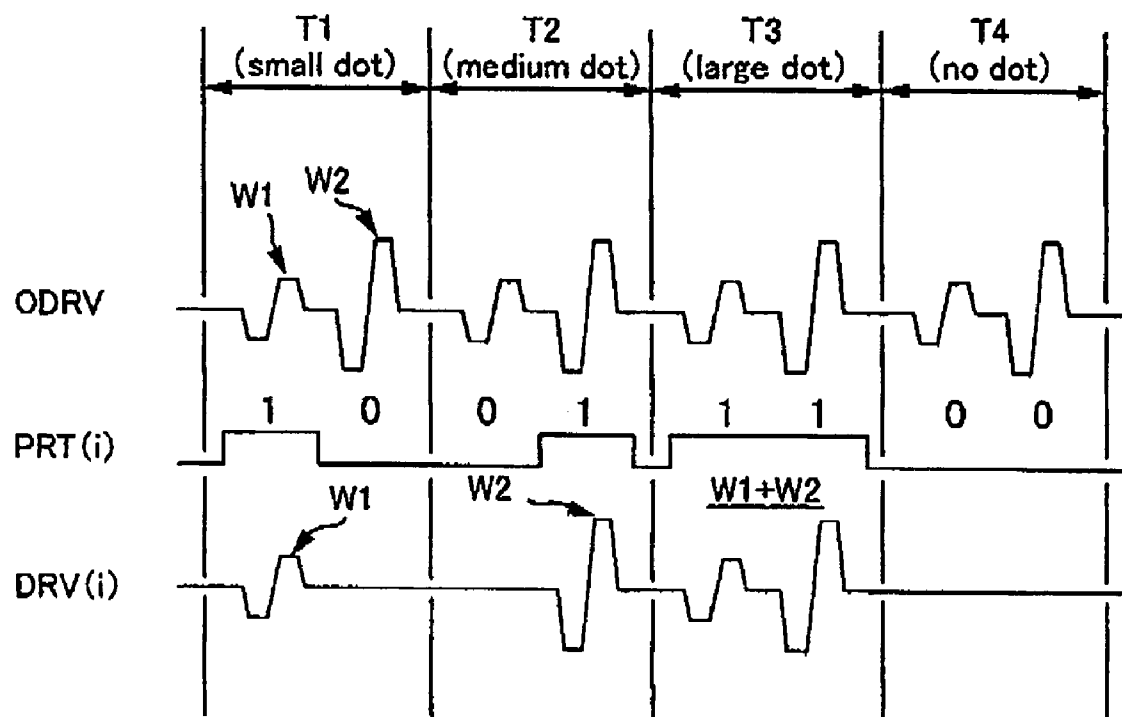 T1 T2 T3 T4
(small dot) (medium dot) (large dot) (no dot)
W1 W2
ODRV
1 0 0 1 1 1 0 0
PRT(i)
W1 W2 W1+W2
DRV(i)